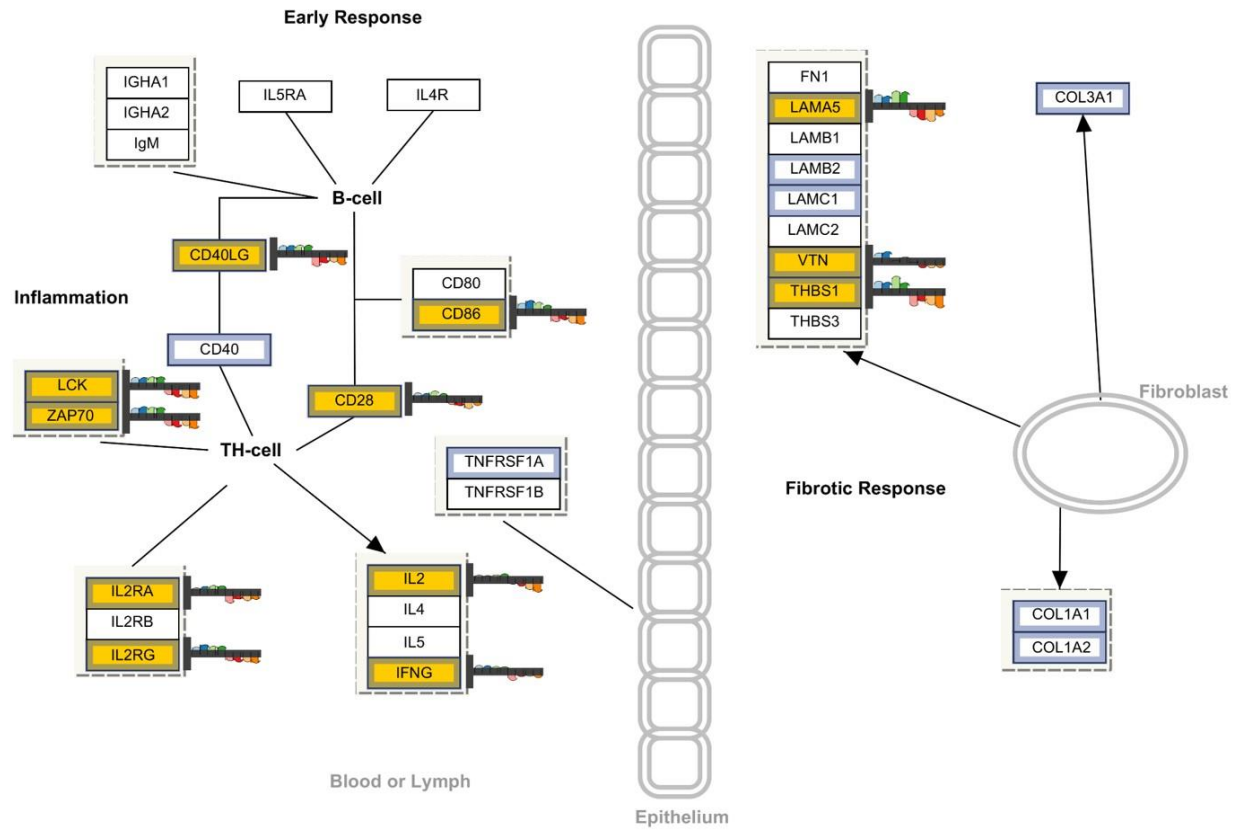 Early Response
IGHA1
IGHA2
IgM
IL5RA
IL4R
B-cell
CD40LG
Inflammation
CD80
CD86
CD40
LCK
ZAP70
CD28
TH-cell
TNFRSF1A
TNFRSF1B
IL2RA
IL2RB
IL2RG
IL2
IL4
IL5
IFNG
Blood or Lymph
Epithelium
FN1
LAMA5
LAMB1
LAMB2
LAMC1
LAMC2
VTN
THBS1
THBS3
COL3A1
Fibroblast
Fibrotic Response
COL1A1
COL1A2